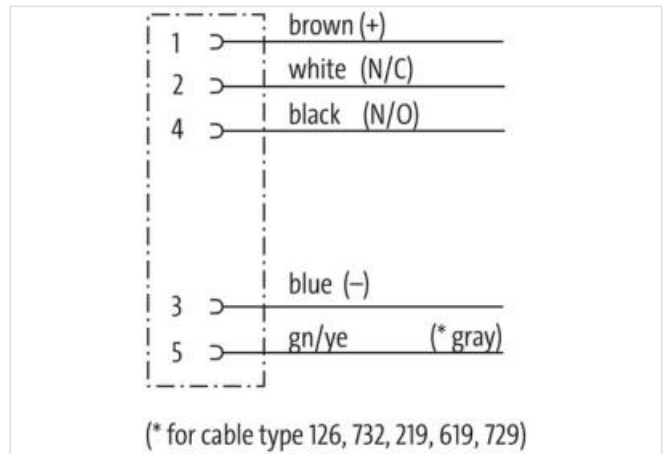 1 brown (+)
2 white (N/C)
4 black (N/O)
3 blue (–)
5 gn/ye (* gray)
(* for cable type 126, 732, 219, 619, 729)